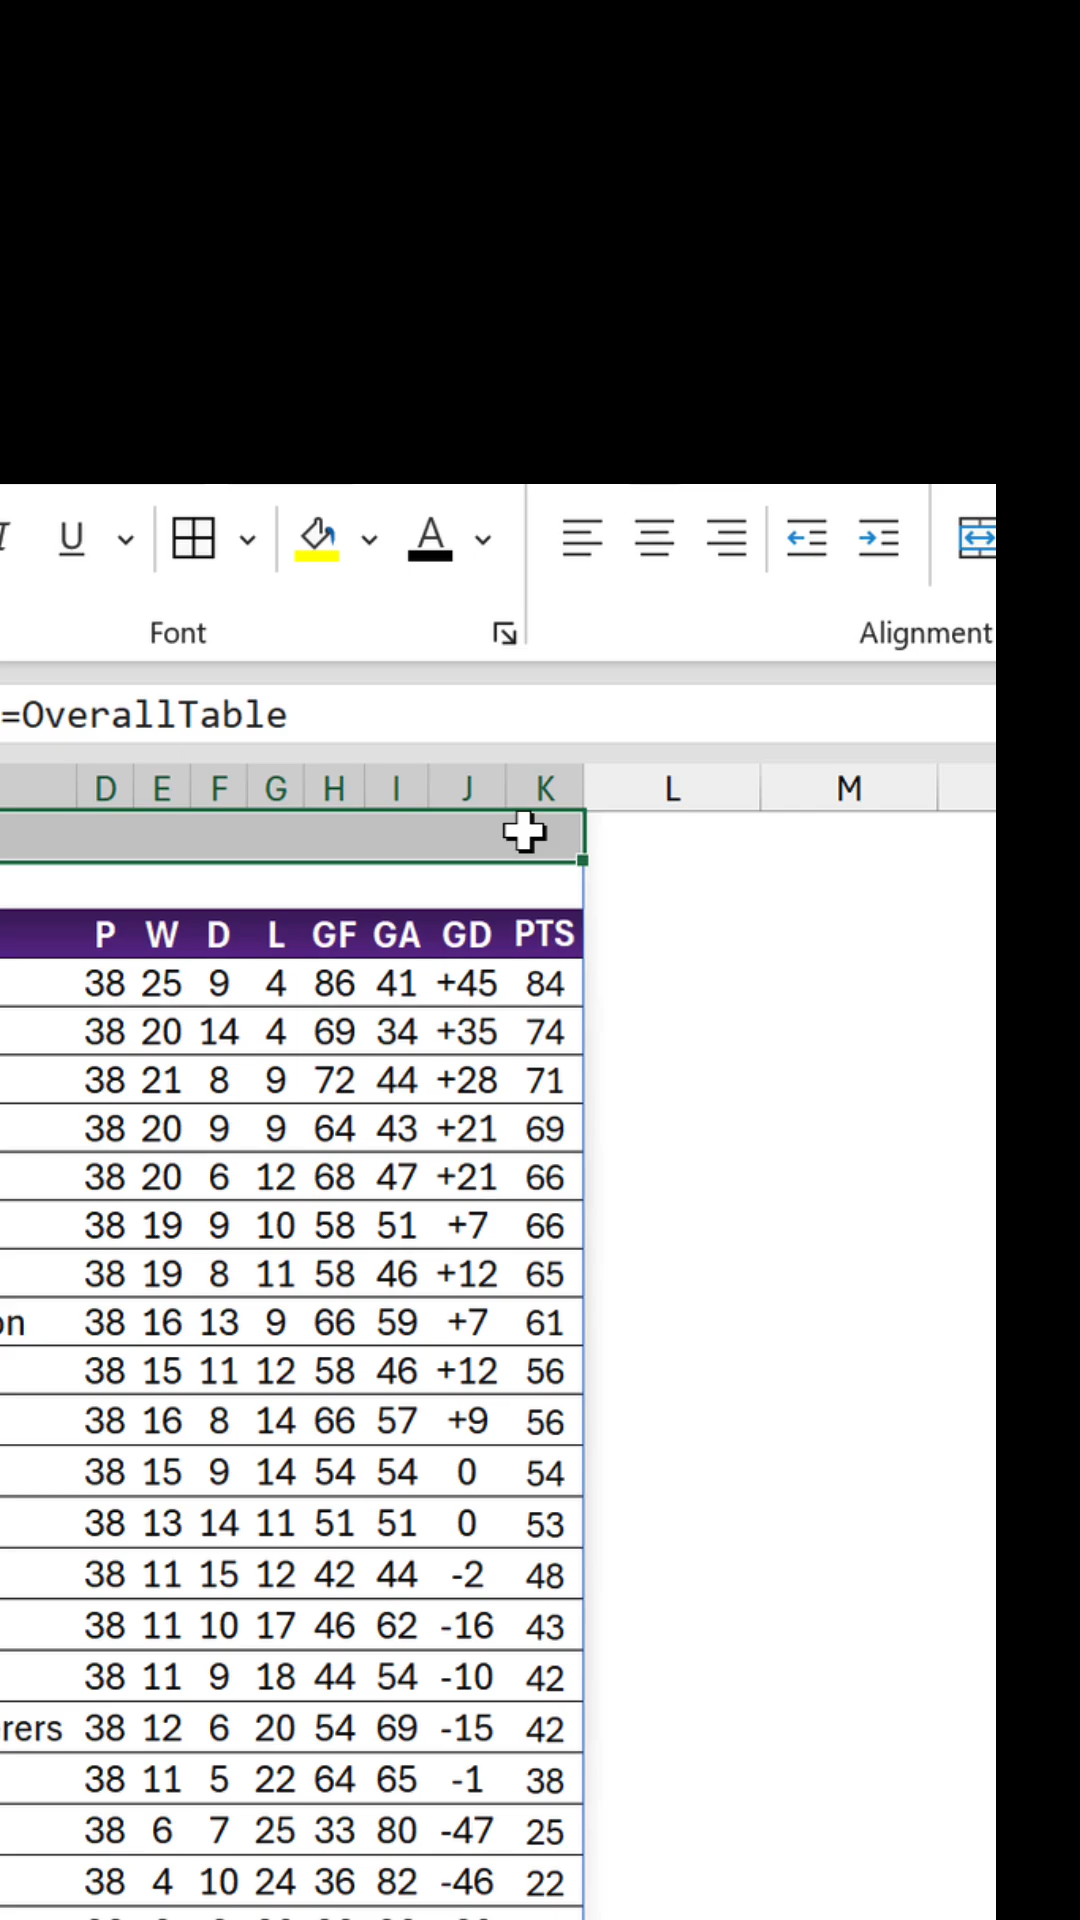 U A
Font Alignment
=OverallTable
D E F G H I J K L M
P W D L GF GA GD PTS
38 25 9 4 86 41 +45 84
38 20 14 4 69 34 +35 74
38 21 8 9 72 44 +28 71
38 20 9 9 64 43 +21 69
38 20 6 12 68 47 +21 66
38 19 9 10 58 51 +7 66
38 19 8 11 58 46 +12 65
on 38 16 13 9 66 59 +7 61
38 15 11 12 58 46 +12 56
38 16 8 14 66 57 +9 56
38 15 9 14 54 54 0 54
38 13 14 11 51 51 0 53
38 11 15 12 42 44 -2 48
38 11 10 17 46 62 -16 43
38 11 9 18 44 54 -10 42
rers 38 12 6 20 54 69 -15 42
38 11 5 22 64 65 -1 38
38 6 7 25 33 80 -47 25
38 4 10 24 36 82 -46 22